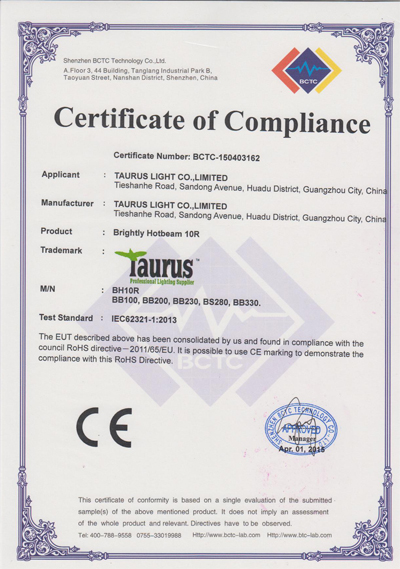 Shenzhen BCTC Technology Co.,Ltd.
A.Floor 3, 44 Building, Tanglang Industrial Park B,
Taoyuan Street, Nanshan District, Shenzhen, China
BCTC
Certificate of Compliance
Certificate Number: BCTC-150403162
Applicant : TAURUS LIGHT CO.,LIMITED
Tieshanhe Road, Sandong Avenue, Huadu District, Guangzhou City, China
Manufacturer : TAURUS LIGHT CO.,LIMITED
Tieshanhe Road, Sandong Avenue, Huadu District, Guangzhou City, China
Product : Brightly Hotbeam 10R
Trademark : Taurus™
Professional Lighting Supplier
M/N : BH10R
BB100, BB200, BB230, BS280, BB330.
Test Standard : IEC62321-1:2013
The EUT described above has been consolidated by us and found in compliance with the
council RoHS directive-2011/65/EU. It is possible to use CE marking to demonstrate the
compliance with this RoHS Directive.
BCTC
CE
SHENZHEN BCTC TECHNOLOGY CO.,LTD
APPROVED
Manager
Apr. 01, 2015
This certificate of conformity is based on a single evaluation of the submitted
sample(s) of the above mentioned product. It does not imply an assessment
of the whole product and relevant. Directives have to be observed.
Tel: 400-788-9558 0755-33019988 Http://www.bctc-lab.com Http://www.bctc-lab.com